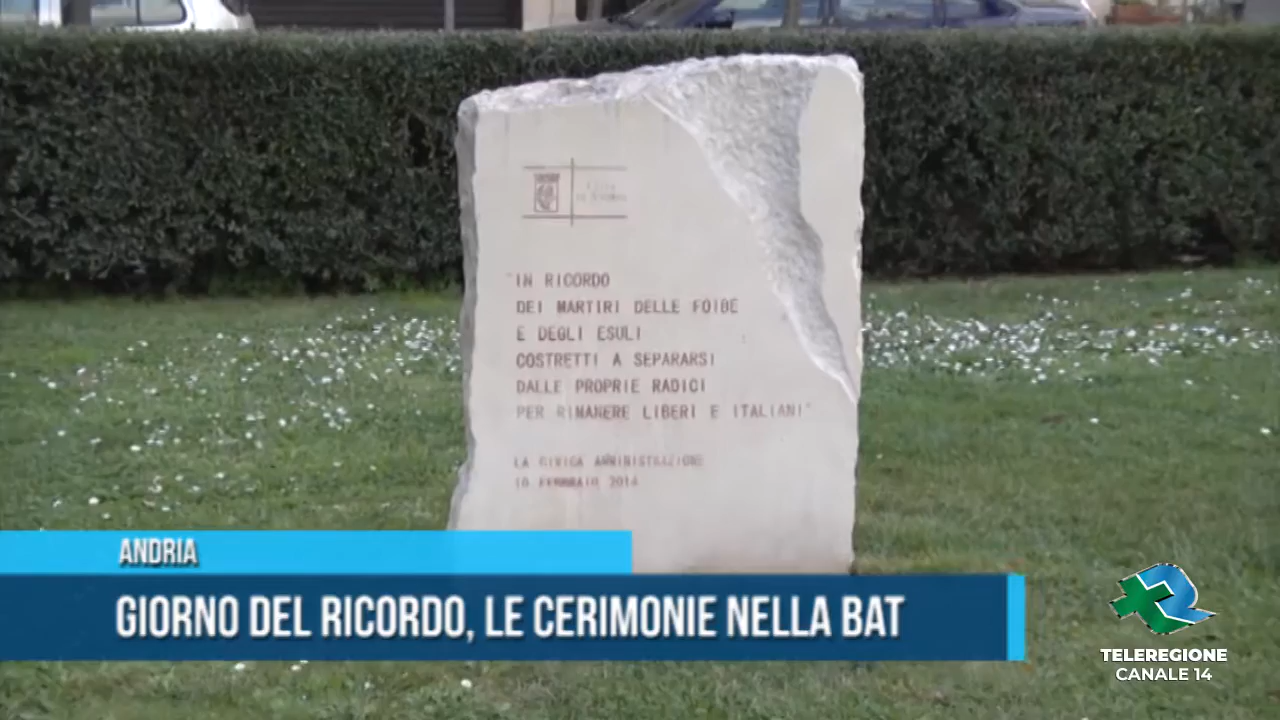 "IN RICORDO
DEI MARTIRI DELLE FOIBE
E DEGLI ESULI
COSTRETTI A SEPARARSI
DALLE PROPRIE RADICI
PER RIMANERE LIBERI E ITALIANI"
LA CIVICA AMMINISTRAZIONE
10 FEBBRAIO 2014
ANDRIA
GIORNO DEL RICORDO, LE CERIMONIE NELLA BAT
TELEREGIONE
CANALE 14